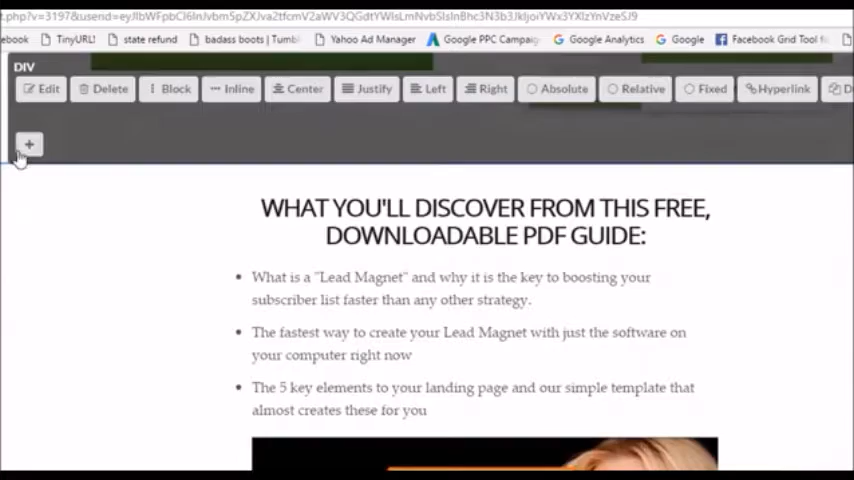 ebook TinyURL! state refund badass boots | Tumbl Yahoo Ad Manager Google PPC Campaig Google Analytics Google Facebook Grid Tool f
DIV
Edit Delete Block Inline Center Justify Left Right Absolute Relative Fixed Hyperlink
+
WHAT YOU'LL DISCOVER FROM THIS FREE,
DOWNLOADABLE PDF GUIDE:
• What is a "Lead Magnet" and why it is the key to boosting your
subscriber list faster than any other strategy.
• The fastest way to create your Lead Magnet with just the software on
your computer right now
• The 5 key elements to your landing page and our simple template that
almost creates these for you